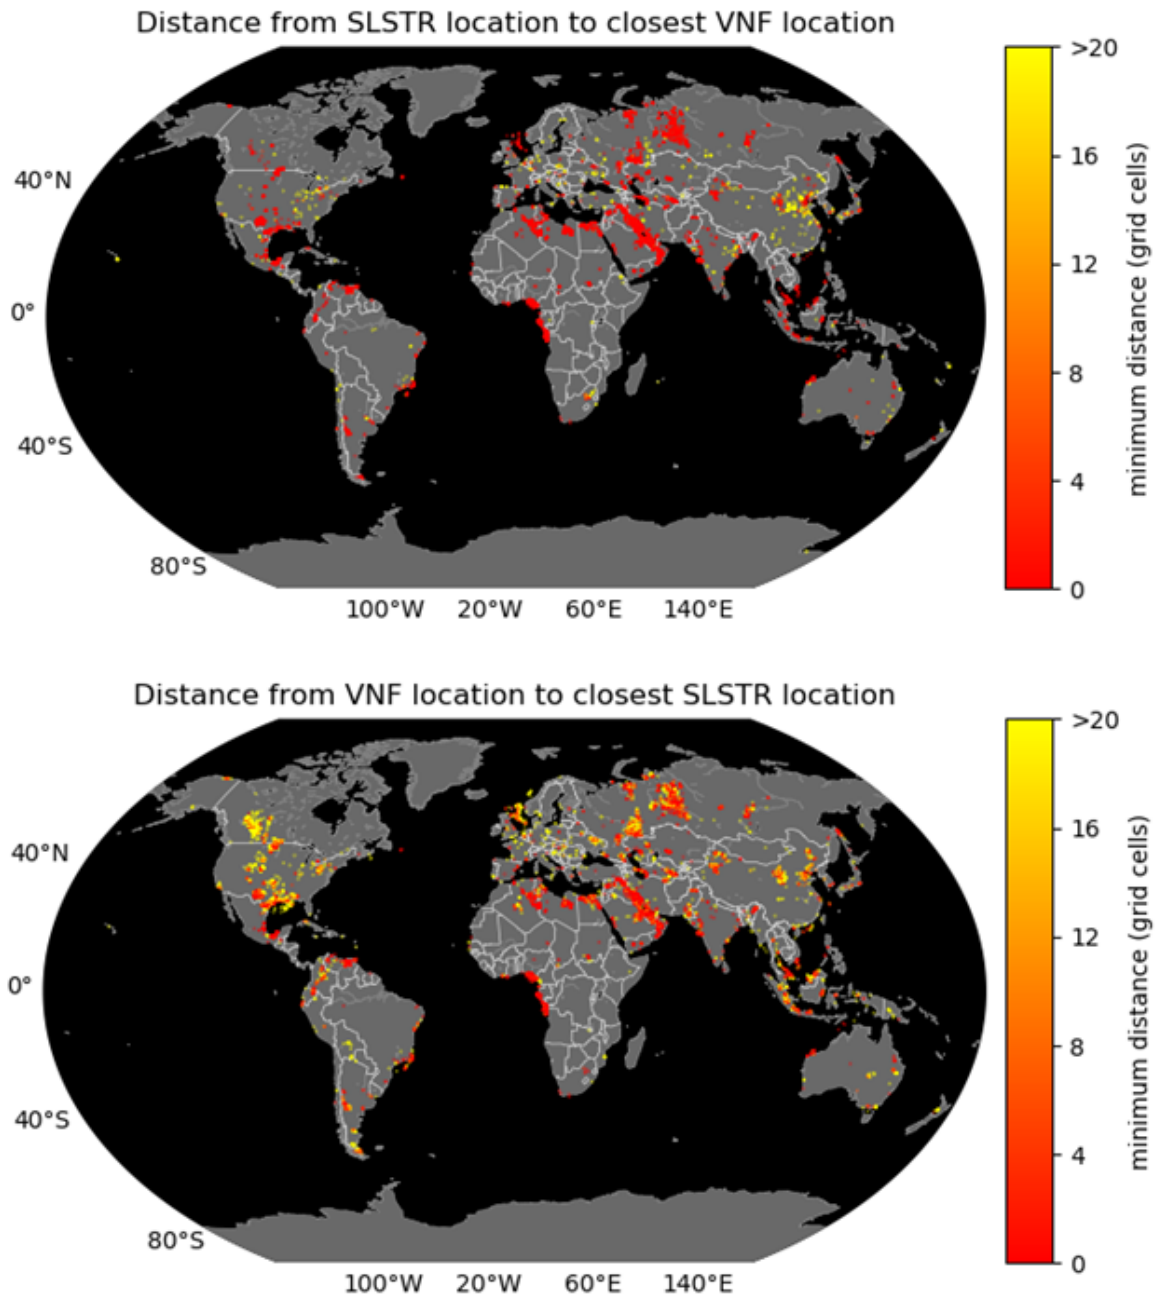 Distance from SLSTR location to closest VNF location
>20
16
12
8
4
0
minimum distance (grid cells)
40°N
0°
40°S
80°S
100°W 20°W 60°E 140°E
Distance from VNF location to closest SLSTR location
>20
16
12
8
4
0
minimum distance (grid cells)
40°N
0°
40°S
80°S
100°W 20°W 60°E 140°E